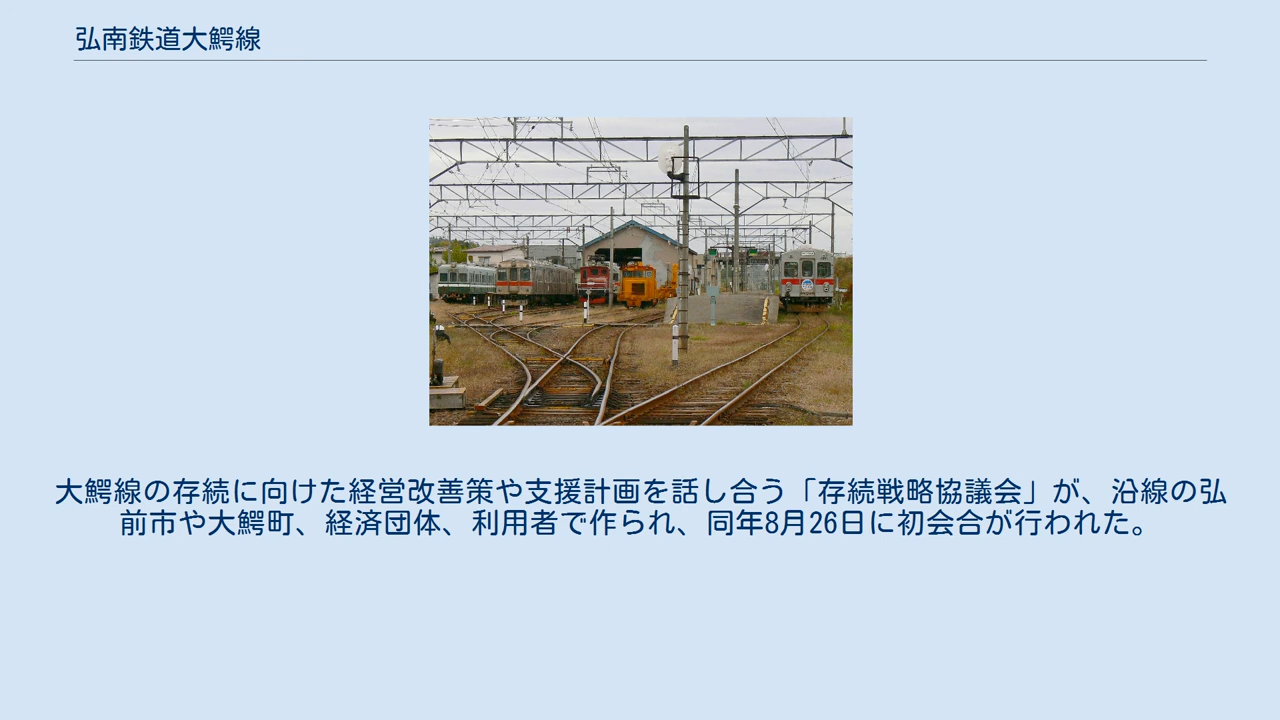 弘南鉄道大鰐線
大鰐線の存続に向けた経営改善策や支援計画を話し合う「存続戦略協議会」が、沿線の弘
前市や大鰐町、経済団体、利用者で作られ、同年8月26日に初会合が行われた。